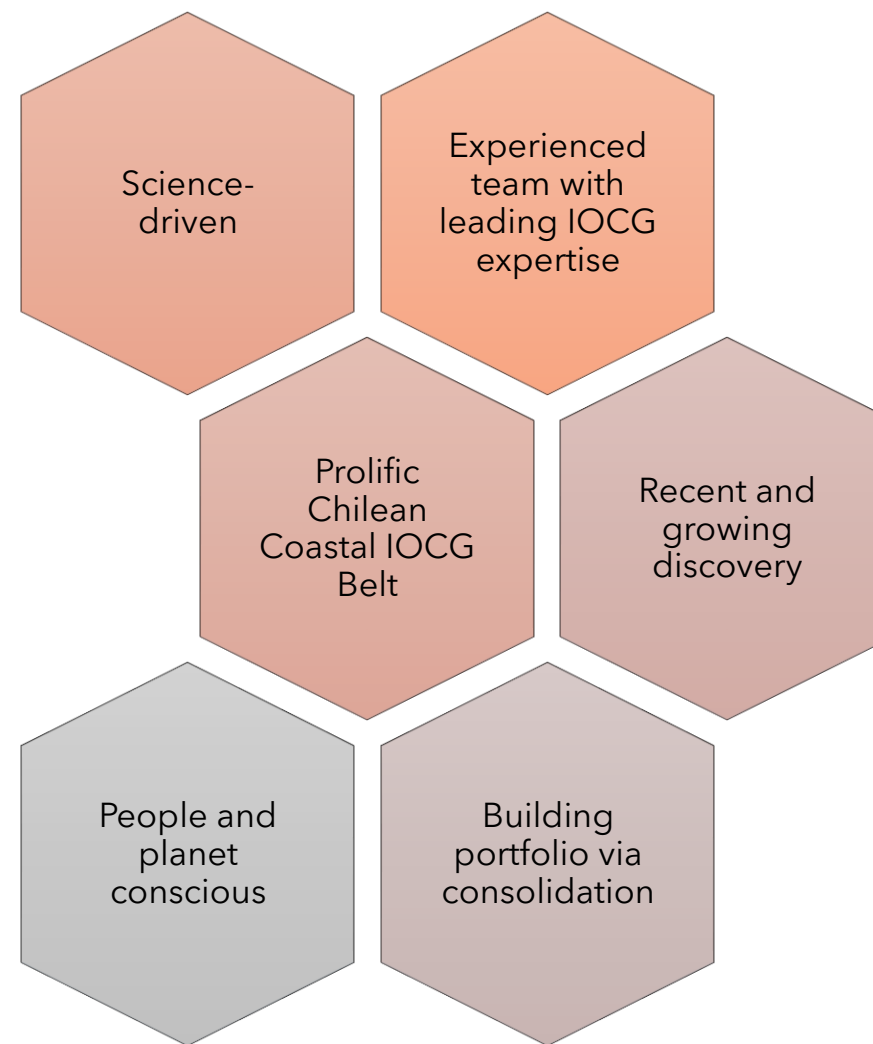 Science-
driven
Experienced
team with
leading IOCG
expertise
Prolific
Chilean
Coastal IOCG
Belt
Recent and
growing
discovery
People and
planet
conscious
Building
portfolio via
consolidation